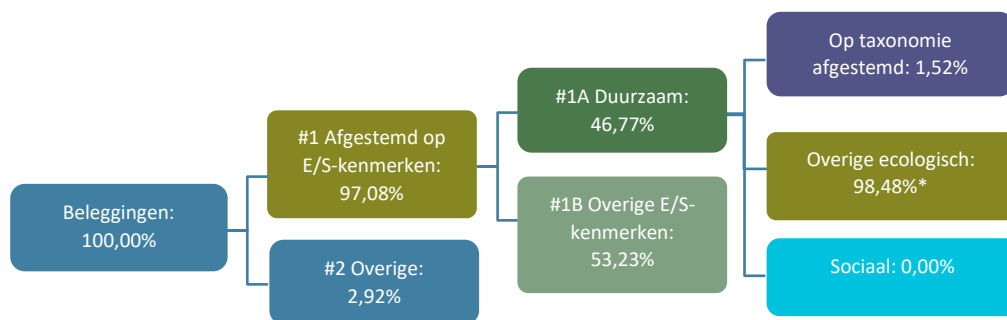 Beleggingen:
100,00%
#1 Afgestemd op
E/S-kenmerken:
97,08%
#2 Overige:
2,92%
#1A Duurzaam:
46,77%
#1B Overige E/S-
kenmerken:
53,23%
Op taxonomie
afgestemd: 1,52%
Overige ecologisch:
98,48%*
Sociaal: 0,00%